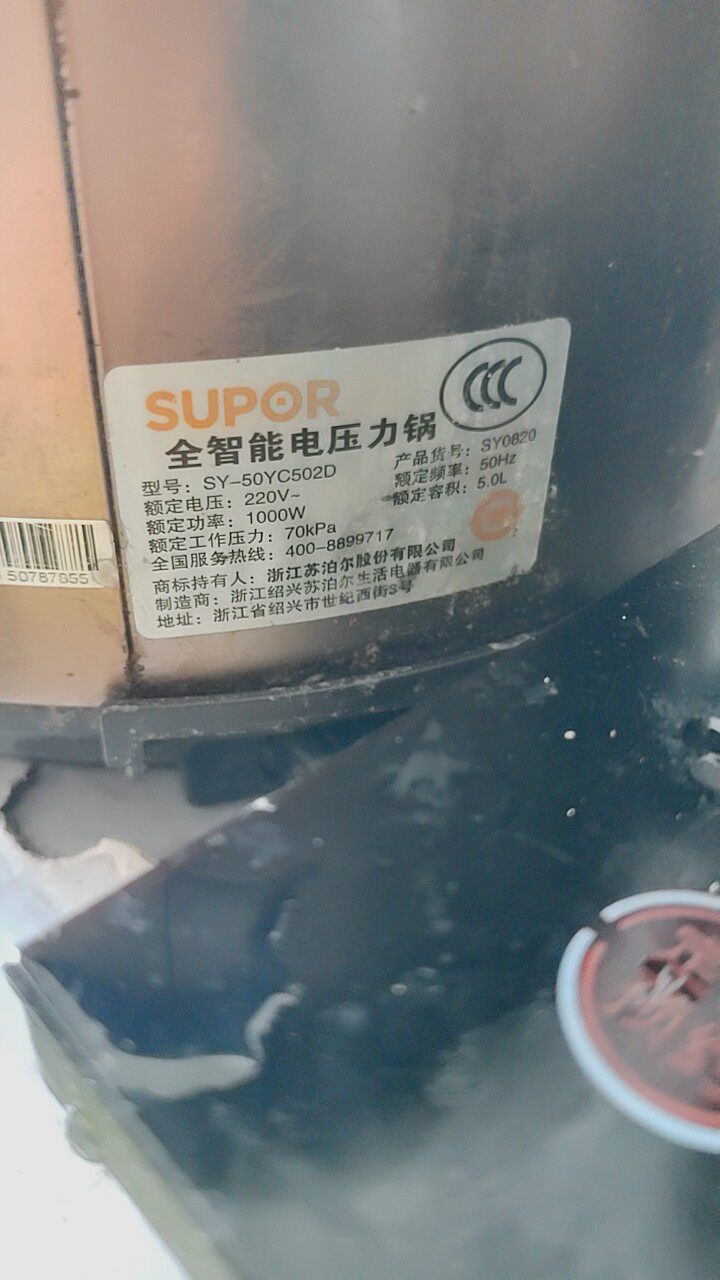 SUPOR
全智能电压力锅
型号：SY-50YC502D 产品货号：SY0820
额定电压：220V~ 额定频率：50Hz
额定功率：1000W 额定容积：5.0L
额定工作压力：70kPa
全国服务热线：400-8899717
商标持有人：浙江苏泊尔股份有限公司
制造商：浙江绍兴苏泊尔生活电器有限公司
地址：浙江省绍兴市世纪西街3号
CCC
50787055